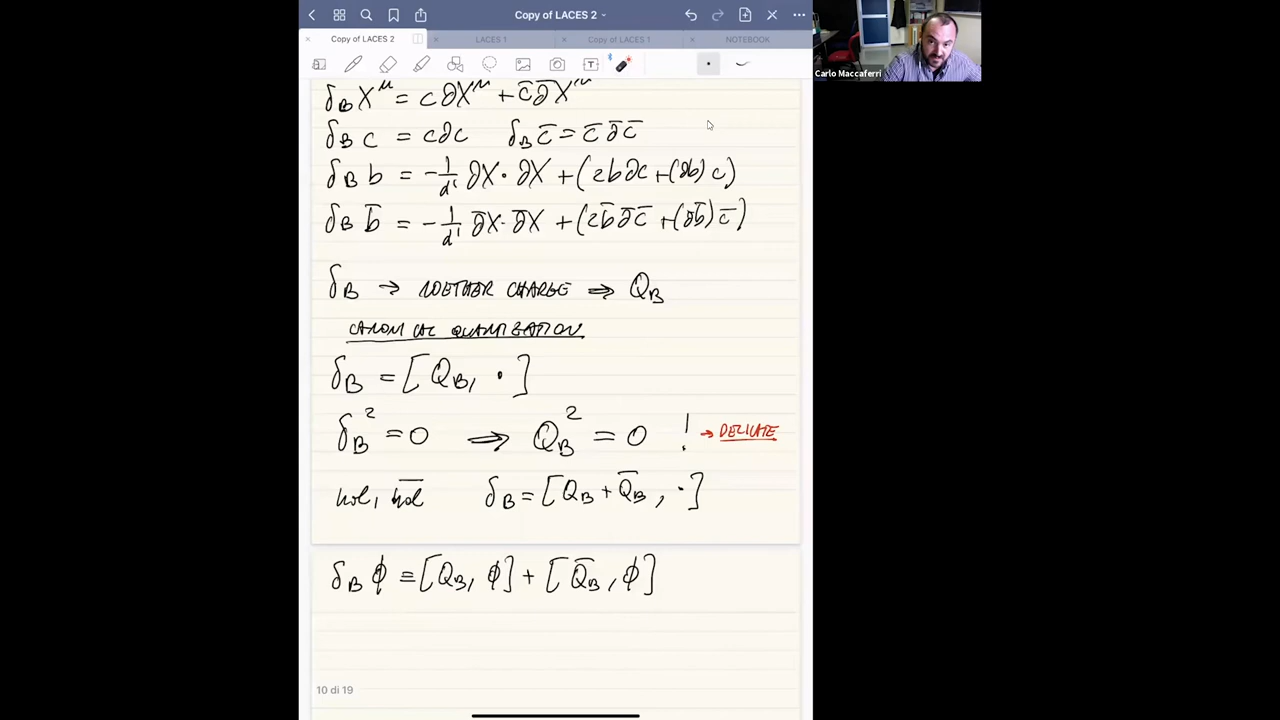 Copy of LACES 2
Copy of LACES 2 LACES 1 Copy of LACES 1 NOTEBOOK
Carlo Maccaferri
δ_B X^μ = c∂X^μ + c̄ ∂̄X^μ
δ_B c = c∂c δ_B c̄ = c̄ ∂̄ c̄
δ_B b = -1/α' ∂X·∂X + (2b∂c + (∂b)c)
δ_B b̄ = -1/α' ∂̄X·∂̄X + (2b̄ ∂̄ c̄ + (∂̄b̄) c̄)
δ_B → NOETHER CHARGE ⇒ Q_B
CANONICAL QUANTIZATION
δ_B = [Q_B, ·]
δ_B² = 0 ⇒ Q_B² = 0 ! → DELICATE
hol, h̅o̅l̅ δ_B = [Q_B + Q̄_B, ·]
δ_B ϕ ≡ [Q_B, ϕ] + [Q̄_B, ϕ]
10 di 19